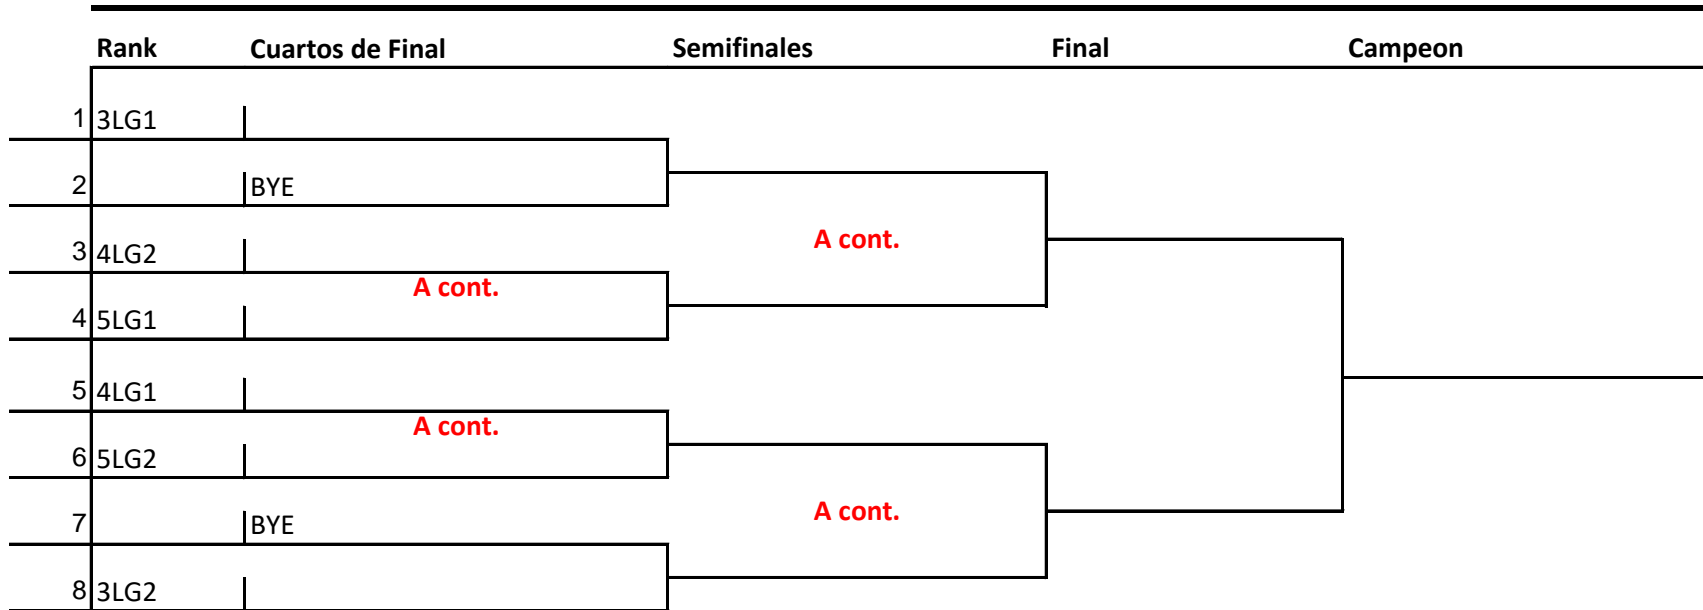 Rank Cuartos de Final Semifinales Final Campeon
1 3LG1
2 BYE
A cont.
3 4LG2
A cont.
4 5LG1
5 4LG1
A cont.
6 5LG2
A cont.
7 BYE
8 3LG2